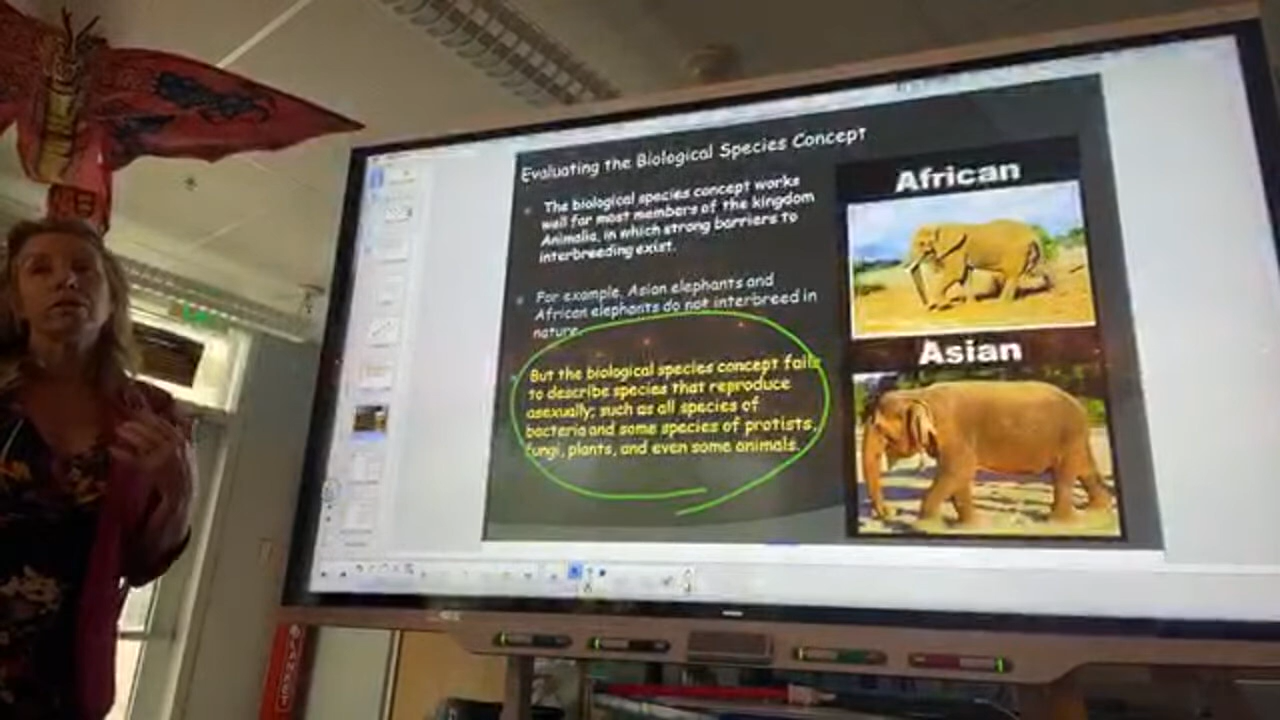 Evaluating the Biological Species Concept
The biological species concept works
well for most members of the kingdom
Animalia, in which strong barriers to
interbreeding exist.
For example, Asian elephants and
African elephants do not interbreed in
nature.
But the biological species concept fails
to describe species that reproduce
asexually; such as all species of
bacteria and some species of protists,
fungi, plants, and even some animals.
African
Asian